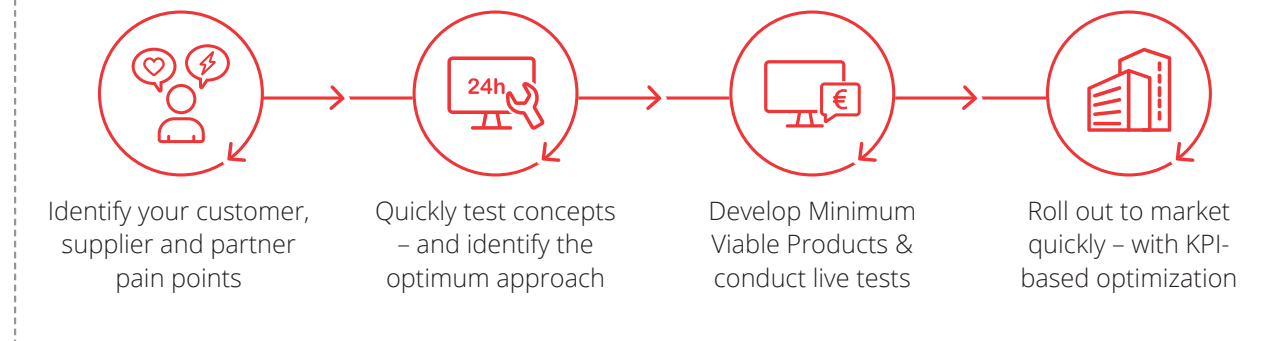 24h
€
Identify your customer,
supplier and partner
pain points
Quickly test concepts
– and identify the
optimum approach
Develop Minimum
Viable Products &
conduct live tests
Roll out to market
quickly – with KPI-
based optimization